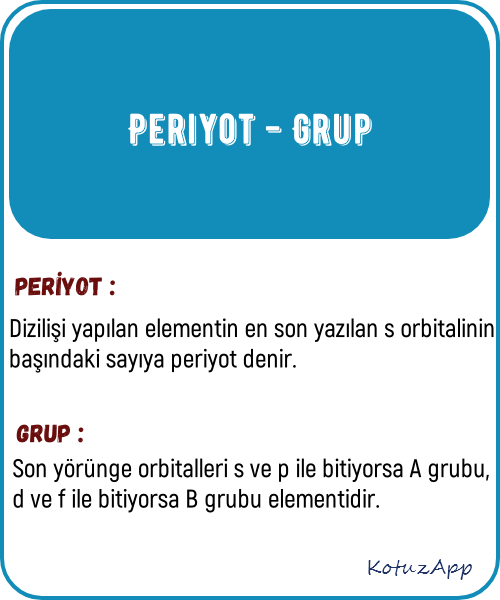 PERIYOT - GRUP
PERİYOT :
Dizilişi yapılan elementin en son yazılan s orbitalinin
başındaki sayıya periyot denir.
GRUP :
Son yörünge orbitalleri s ve p ile bitiyorsa A grubu,
d ve f ile bitiyorsa B grubu elementidir.
KotuzApp